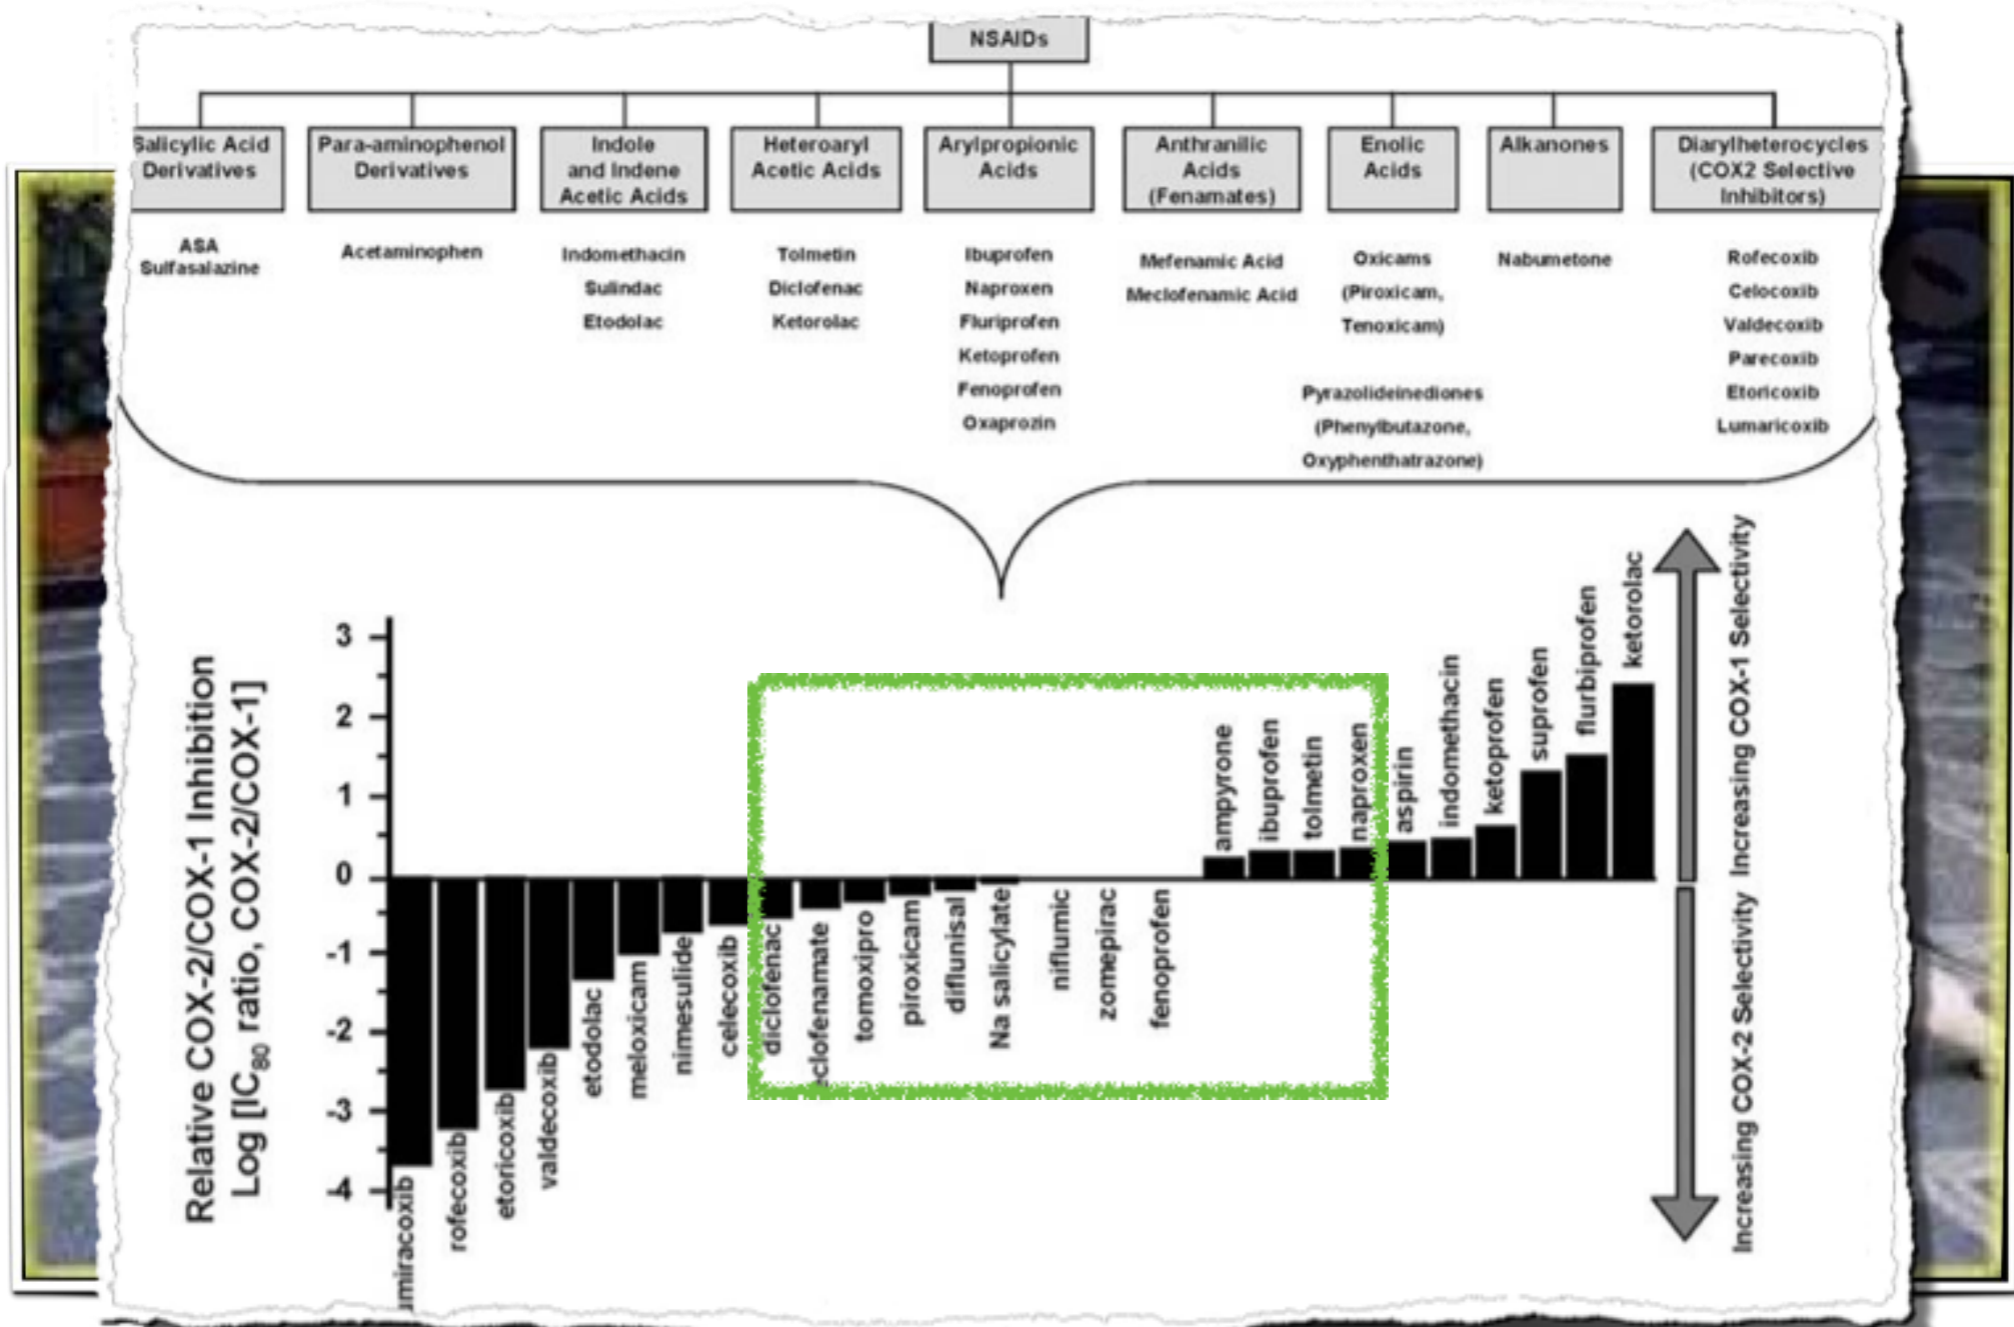 NSAIDs
Salicylic Acid
Derivatives
Para-aminophenol
Derivatives
Indole
and Indene
Acetic Acids
Heteroaryl
Acetic Acids
Arylpropionic
Acids
Anthranilic
Acids
(Fenamates)
Enolic
Acids
Alkanones
Diarylheterocycles
(COX2 Selective
Inhibitors)
ASA
Sulfasalazine
Acetaminophen
Indomethacin
Sulindac
Etodolac
Tolmetin
Diclofenac
Ketorolac
Ibuprofen
Naproxen
Fluriprofen
Ketoprofen
Fenoprofen
Oxaprozin
Mefenamic Acid
Meclofenamic Acid
Oxicams
(Piroxicam,
Tenoxicam)
Pyrazolideinediones
(Phenylbutazone,
Oxyphenthatrazone)
Nabumetone
Rofecoxib
Celocoxib
Valdecoxib
Parecoxib
Etoricoxib
Lumaricoxib
Relative COX-2/COX-1 Inhibition
Log [IC80 ratio, COX-2/COX-1]
3
2
1
0
-1
-2
-3
-4
umiracoxib
rofecoxib
etoricoxib
valdecoxib
etodolac
meloxicam
nimesulide
celecoxib
diclofenac
eclofenamate
tomoxipro
piroxicam
diflunisal
Na salicylate
niflumic
zomepirac
fenoprofen
ampyrone
ibuprofen
tolmetin
naproxen
aspirin
indomethacin
ketoprofen
suprofen
flurbiprofen
ketorolac
Increasing COX-1 Selectivity
Increasing COX-2 Selectivity